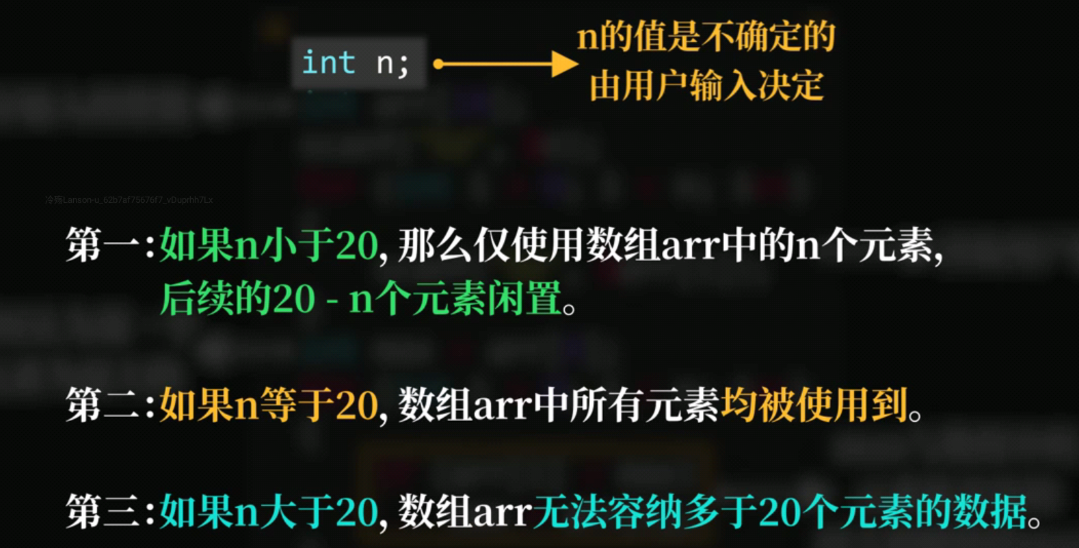 int n;
n的值是不确定的
由用户输入决定
第一:如果n小于20, 那么仅使用数组arr中的n个元素,
后续的20 - n个元素闲置。
第二:如果n等于20, 数组arr中所有元素均被使用到。
第三:如果n大于20, 数组arr无法容纳多于20个元素的数据。